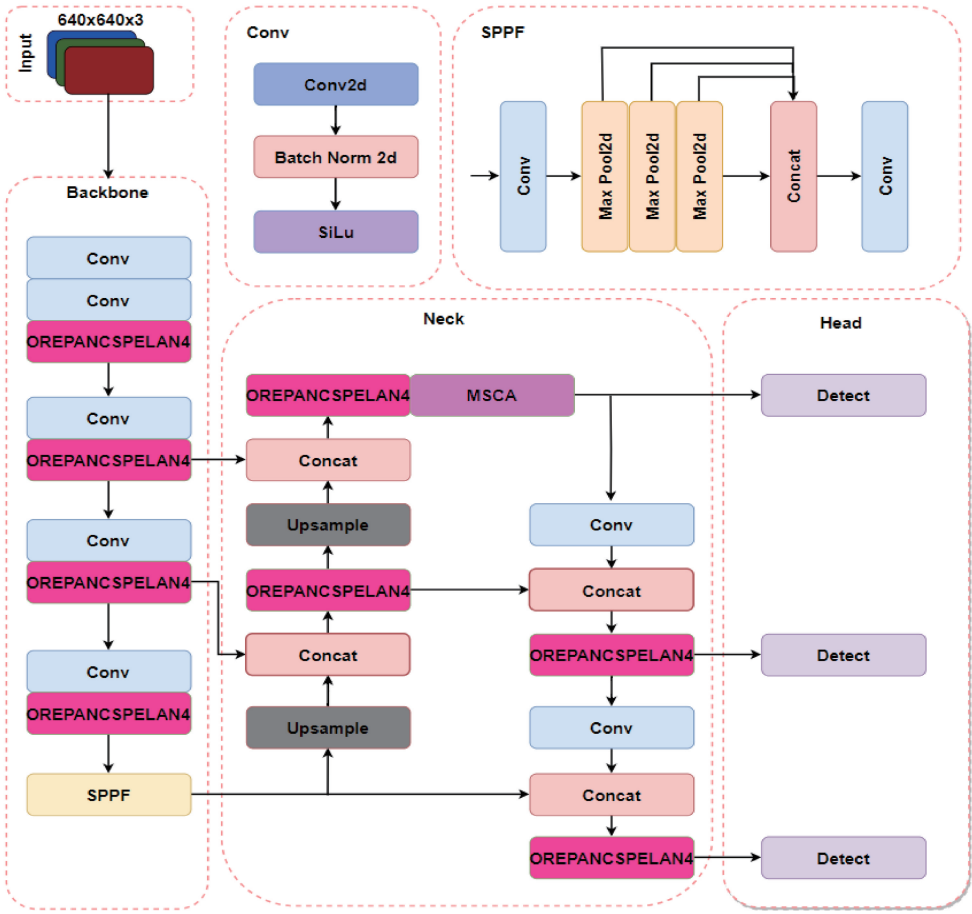 640x640x3
Input
Conv
Conv2d
Batch Norm 2d
SiLu
SPPF
Conv
Max Pool2d
Max Pool2d
Max Pool2d
Concat
Conv
Backbone
Conv
Conv
OREPANCSPELAN4
Conv
OREPANCSPELAN4
Conv
OREPANCSPELAN4
Conv
OREPANCSPELAN4
SPPF
Neck
OREPANCSPELAN4
MSCA
Concat
Upsample
OREPANCSPELAN4
Concat
Upsample
Conv
Concat
OREPANCSPELAN4
Conv
Concat
OREPANCSPELAN4
Head
Detect
Detect
Detect